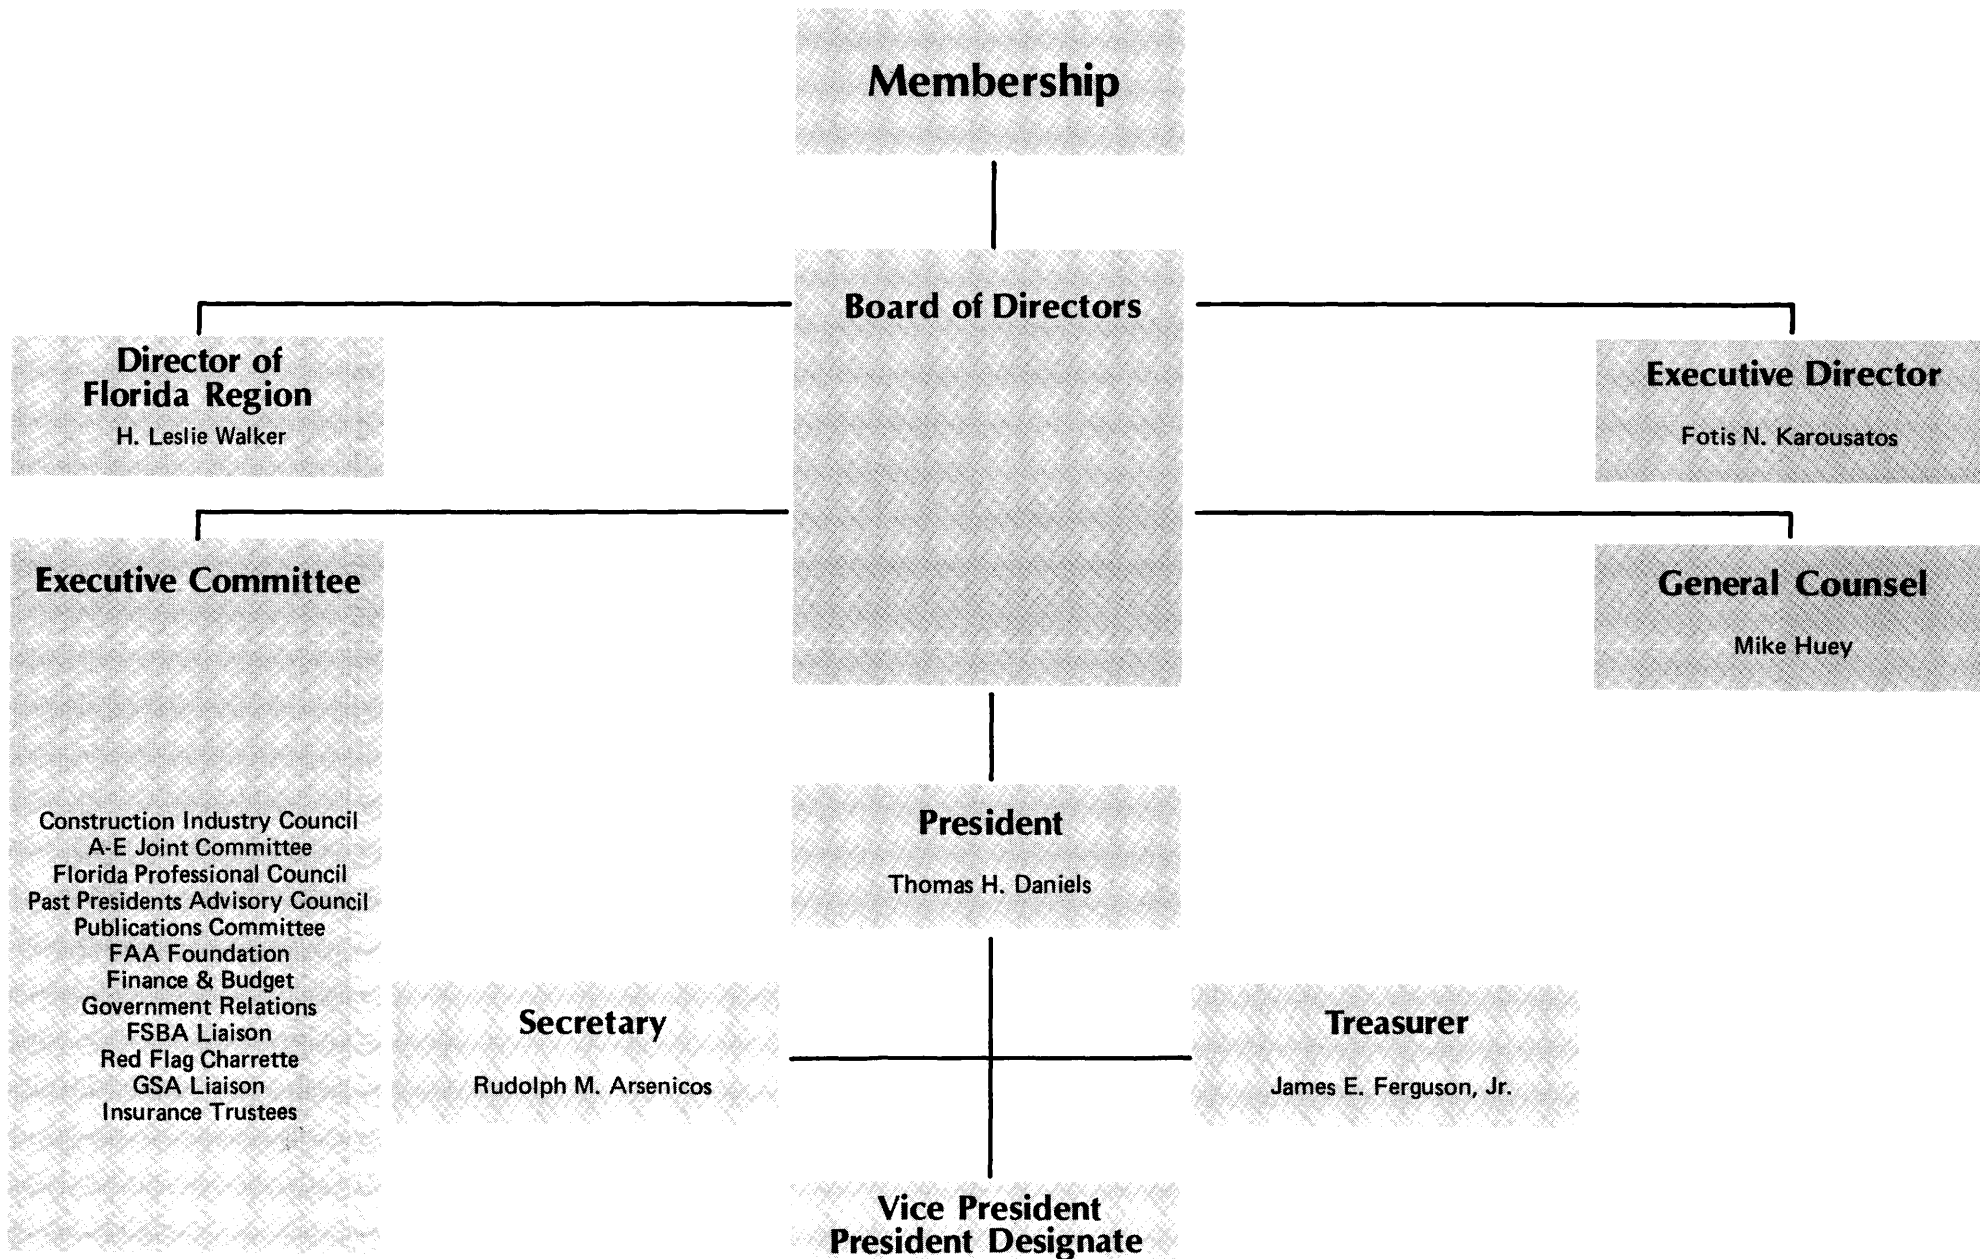 Membership
Board of Directors
Director of
Florida Region
H. Leslie Walker
Executive Director
Fotis N. Karousatos
Executive Committee
Construction Industry Council
A-E Joint Committee
Florida Professional Council
Past Presidents Advisory Council
Publications Committee
FAA Foundation
Finance & Budget
Government Relations
FSBA Liaison
Red Flag Charrette
GSA Liaison
Insurance Trustees
General Counsel
Mike Huey
President
Thomas H. Daniels
Secretary
Rudolph M. Arsenicos
Treasurer
James E. Ferguson, Jr.
Vice President
President Designate